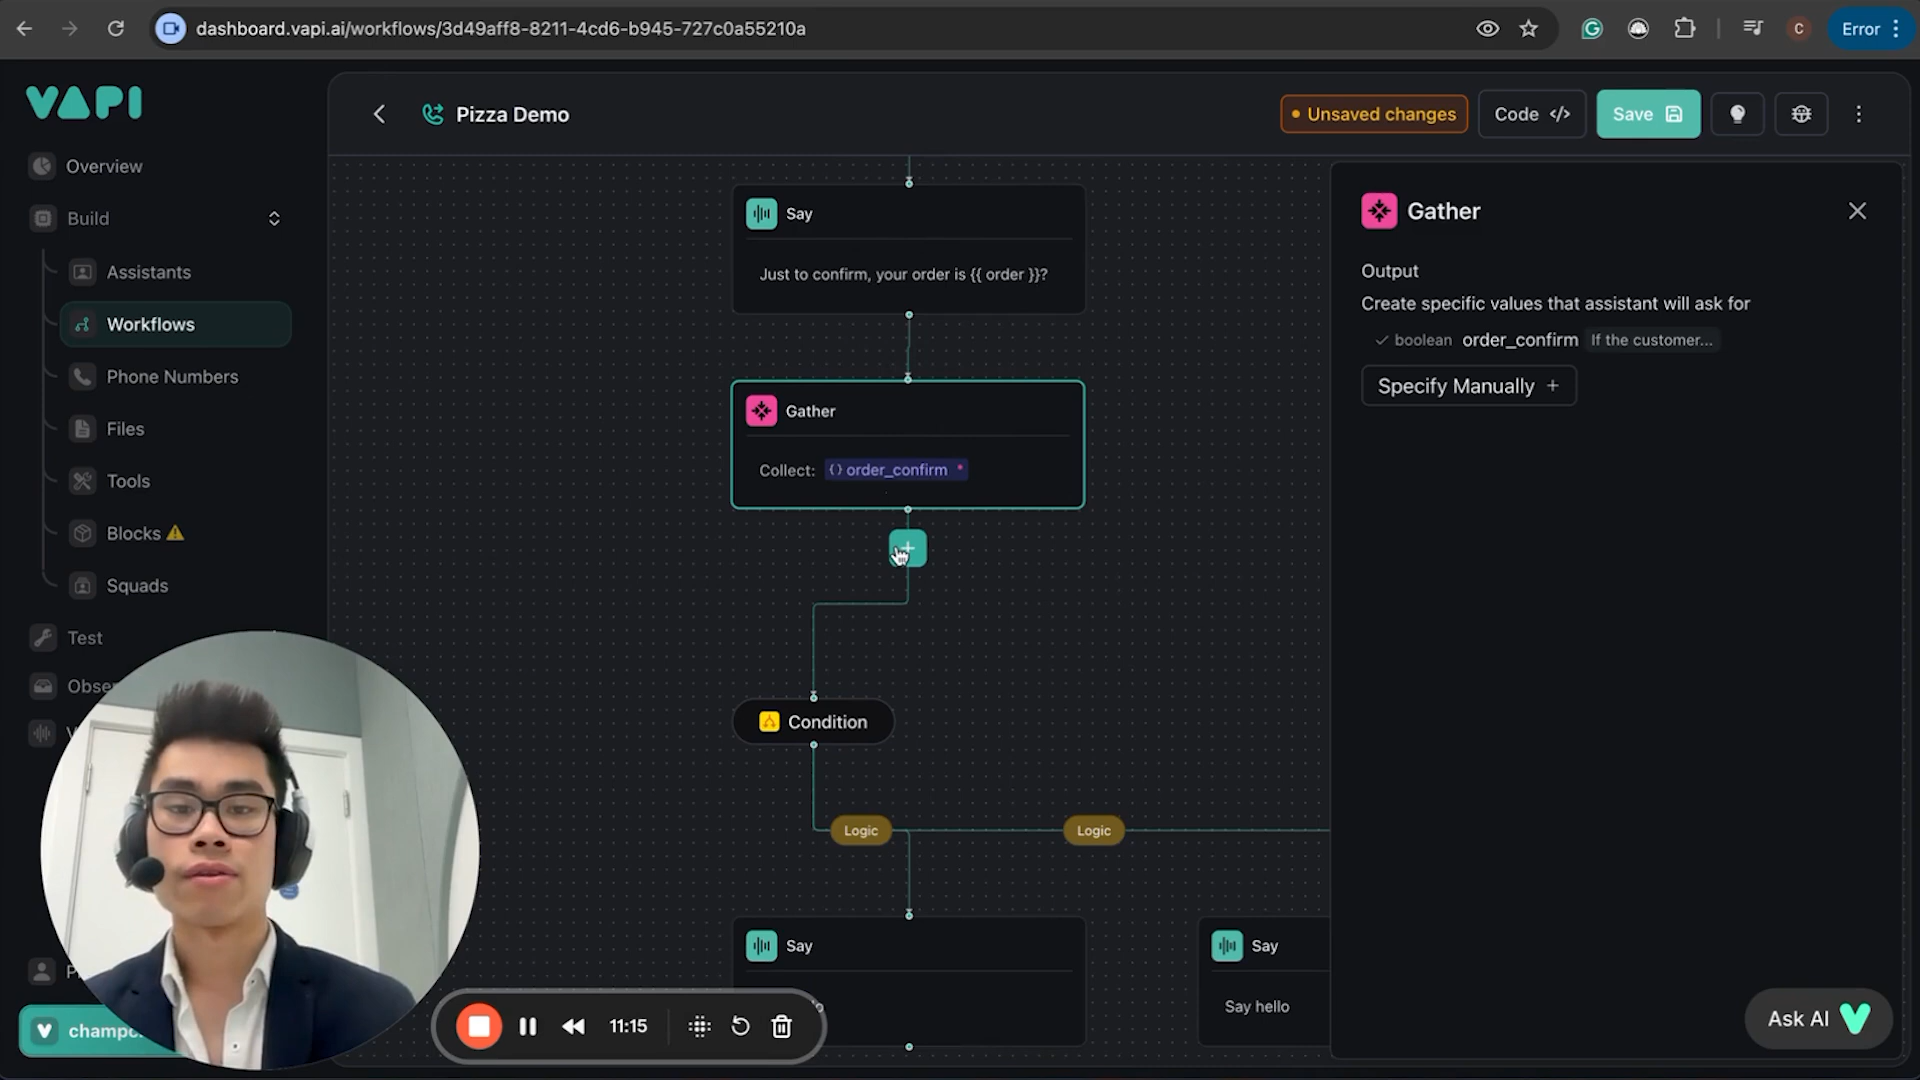 dashboard.vapi.ai/workflows/3d49aff8-8211-4cd6-b945-727c0a55210a
C
Error
VAPI
Pizza Demo
Unsaved changes
Code </>
Save
Overview
Build
Assistants
Workflows
Phone Numbers
Files
Tools
Blocks
Squads
Test
Obse
Say
Just to confirm, your order is {{ order }}?
Gather
Collect: {} order_confirm *
Condition
Logic
Logic
Say
Say
Say hello
Gather
Output
Create specific values that assistant will ask for
boolean order_confirm If the customer...
Specify Manually +
champ
11:15
Ask AI